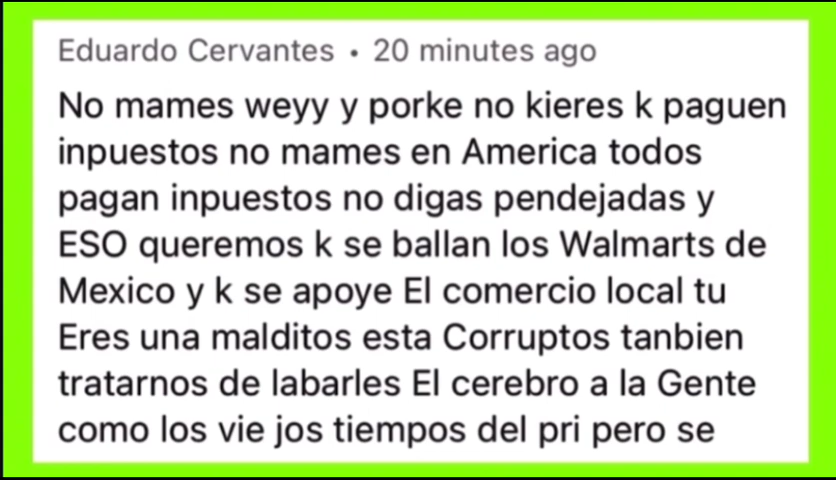 Eduardo Cervantes • 20 minutes ago
No mames weyy y porke no kieres k paguen
inpuestos no mames en America todos
pagan inpuestos no digas pendejadas y
ESO queremos k se ballan los Walmarts de
Mexico y k se apoye El comercio local tu
Eres una malditos esta Corruptos tanbien
tratarnos de labarles El cerebro a la Gente
como los vie jos tiempos del pri pero se